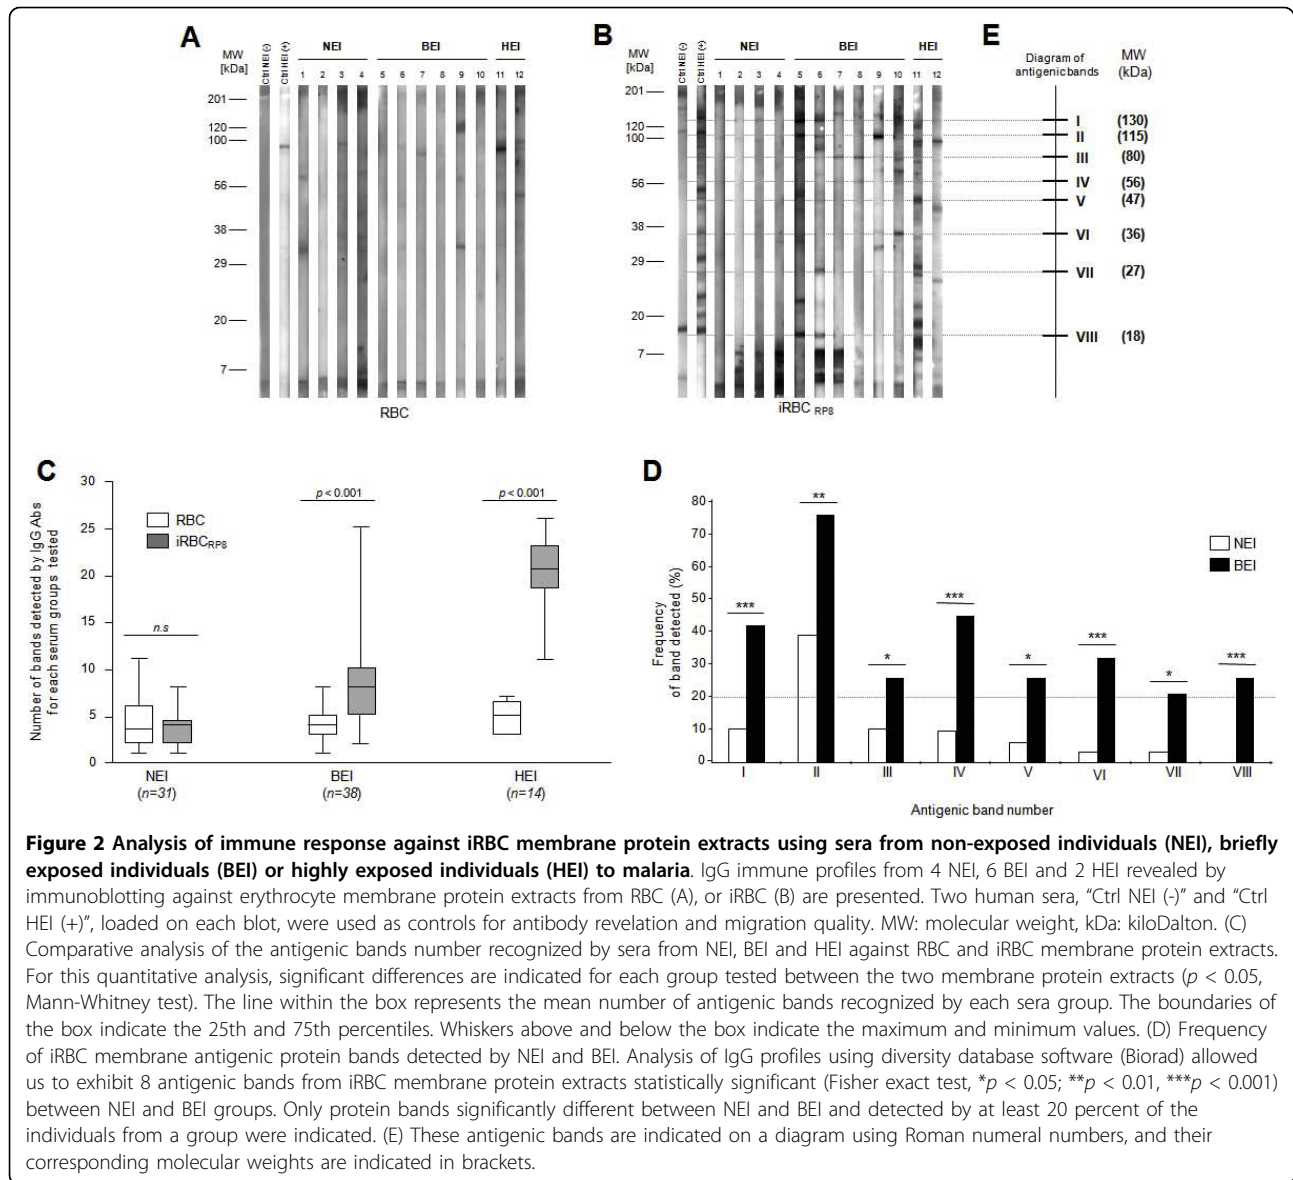 A
MW
[kDa]
Ctrl NEI (-)
Ctrl HEI (+)
NEI
BEI
HEI
1 2 3 4 5 6 7 8 9 10 11 12
201
120
100
56
38
29
20
7
RBC
B
MW
[kDa]
Ctrl NEI (-)
Ctrl HEI (+)
NEI
BEI
HEI
1 2 3 4 5 6 7 8 9 10 11 12
201
120
100
56
38
29
20
7
iRBC RP8
E
Diagram of
antigenic bands
MW
(kDa)
I (130)
II (115)
III (80)
IV (56)
V (47)
VI (36)
VII (27)
VIII (18)
C
Number of bands detected by IgG Abs
for each serum groups tested
30
25
20
15
10
5
0
RBC
iRBCRP8
n.s
p < 0.001
p < 0.001
NEI BEI HEI
(n=31) (n=38) (n=14)
D
Frequency
of band detected (%)
80
70
60
50
40
30
20
10
0
NEI
BEI
*** ** * *** * *** * ***
I II III IV V VI VII VIII
Antigenic band number
Figure 2 Analysis of immune response against iRBC membrane protein extracts using sera from non-exposed individuals (NEI), briefly
exposed individuals (BEI) or highly exposed individuals (HEI) to malaria. IgG immune profiles from 4 NEI, 6 BEI and 2 HEI revealed by
immunoblotting against erythrocyte membrane protein extracts from RBC (A), or iRBC (B) are presented. Two human sera, “Ctrl NEI (-)” and “Ctrl
HEI (+)”, loaded on each blot, were used as controls for antibody revelation and migration quality. MW: molecular weight, kDa: kiloDalton. (C)
Comparative analysis of the antigenic bands number recognized by sera from NEI, BEI and HEI against RBC and iRBC membrane protein extracts.
For this quantitative analysis, significant differences are indicated for each group tested between the two membrane protein extracts (p < 0.05,
Mann-Whitney test). The line within the box represents the mean number of antigenic bands recognized by each sera group. The boundaries of
the box indicate the 25th and 75th percentiles. Whiskers above and below the box indicate the maximum and minimum values. (D) Frequency
of iRBC membrane antigenic protein bands detected by NEI and BEI. Analysis of IgG profiles using diversity database software (Biorad) allowed
us to exhibit 8 antigenic bands from iRBC membrane protein extracts statistically significant (Fisher exact test, *p < 0.05; **p < 0.01, ***p < 0.001)
between NEI and BEI groups. Only protein bands significantly different between NEI and BEI and detected by at least 20 percent of the
individuals from a group were indicated. (E) These antigenic bands are indicated on a diagram using Roman numeral numbers, and their
corresponding molecular weights are indicated in brackets.